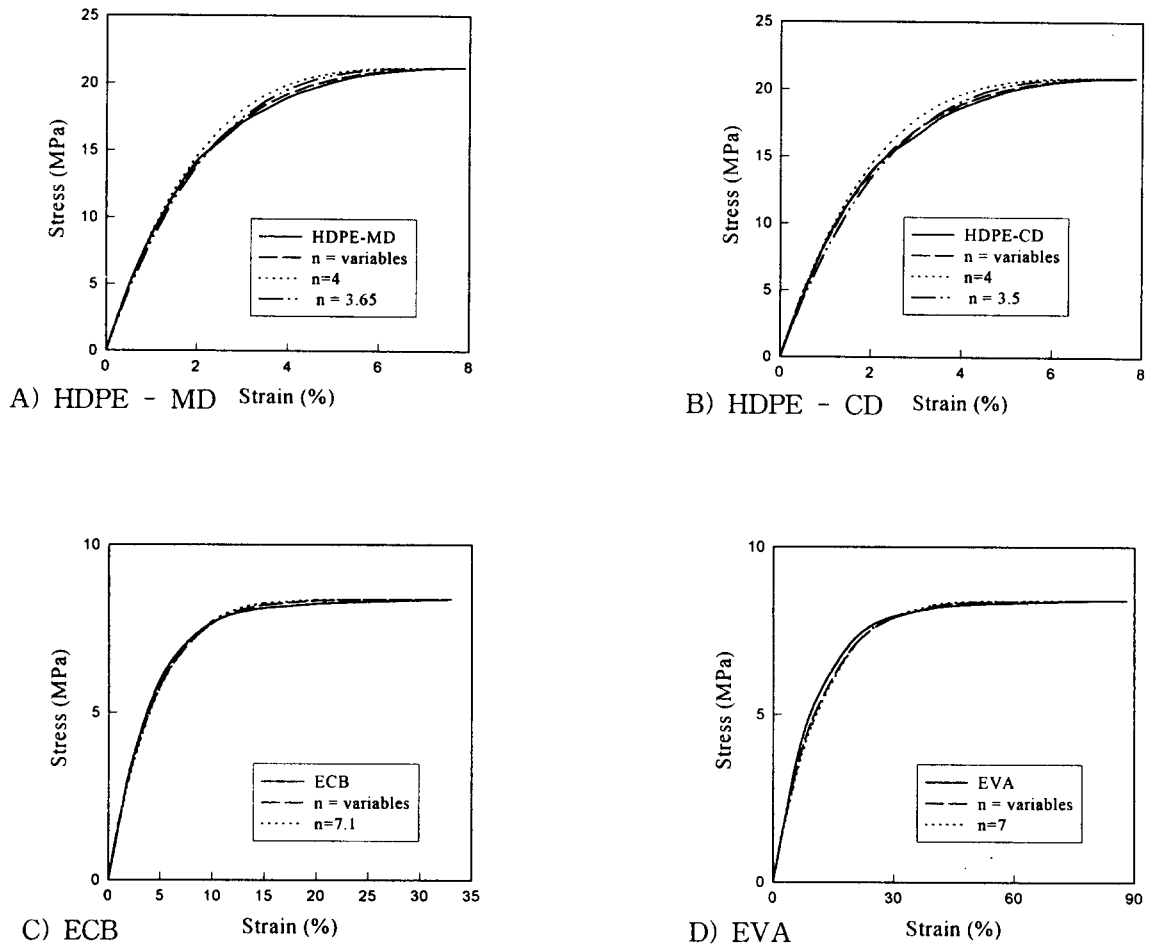 25
20
15
10
5
0
Stress (MPa)
HDPE-MD
n = variables
n=4
n = 3.65
0 2 4 6 8
A) HDPE - MD Strain (%)
25
20
15
10
5
0
Stress (MPa)
HDPE-CD
n = variables
n=4
n = 3.5
0 2 4 6 8
B) HDPE - CD Strain (%)
10
5
0
Stress (MPa)
ECB
n = variables
n=7.1
0 5 10 15 20 25 30 35
C) ECB Strain (%)
10
5
0
Stress (MPa)
EVA
n = variables
n=7
0 30 60 90
D) EVA Strain (%)